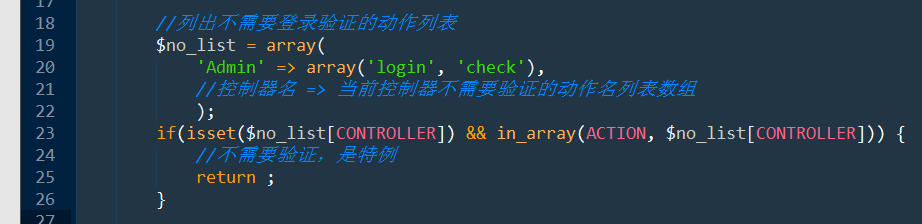 17
18 //列出不需要登录验证的动作列表
19 $no_list = array(
20 'Admin' => array('login', 'check'),
21 //控制器名 => 当前控制器不需要验证的动作名列表数组
22 );
23 if(isset($no_list[CONTROLLER]) && in_array(ACTION, $no_list[CONTROLLER])) {
24 //不需要验证，是特例
25 return ;
26 }
27